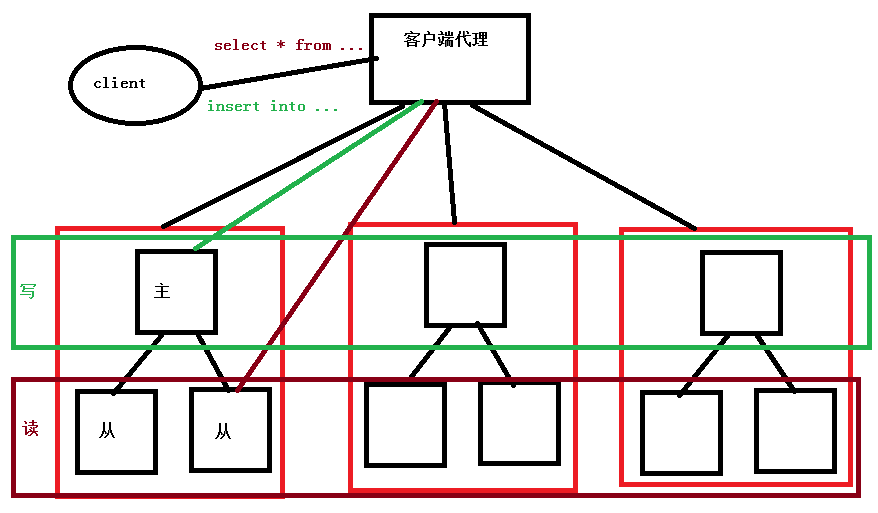 客户端代理
select * from ...
client
insert into ...
写
主
读
从
从